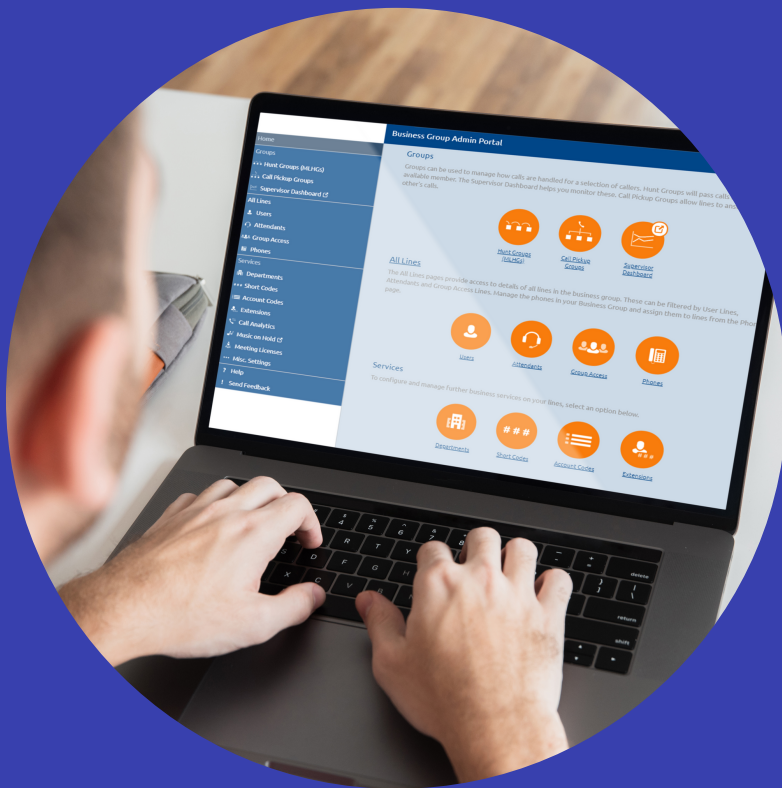 Business Group Admin Portal
Home
Groups
Hunt Groups (MLHGs)
Call Pickup Groups
Supervisor Dashboard
All Lines
Users
Attendants
Group Access
Phones
Services
Departments
Short Codes
Account Codes
Extensions
Call Analytics
Music on Hold
Meeting Licenses
Misc. Settings
? Help
! Send Feedback
Groups
Groups can be used to manage how calls are handled for a selection of callers. Hunt Groups will pass calls
available member. The Supervisor Dashboard helps you monitor these. Call Pickup Groups allow lines to
other's calls.
Hunt Groups
(MLHGs)
Call Pickup
Groups
Supervisor
Dashboard
All Lines
The All Lines pages provide access to details of all lines in the business group. These can be filtered by User Lines,
Attendants and Group Access Lines. Manage the phones in your Business Group and assign them to lines from the
page.
Users
Attendants
Group Access
Phones
Services
To configure and manage further business services on your lines, select an option below.
###
Departments
Short Codes
Account Codes
Extensions
$
4
%
5
^
6
&
7
R
T
Y
D
F
G
H
X
C
V
B
delete
return
shift